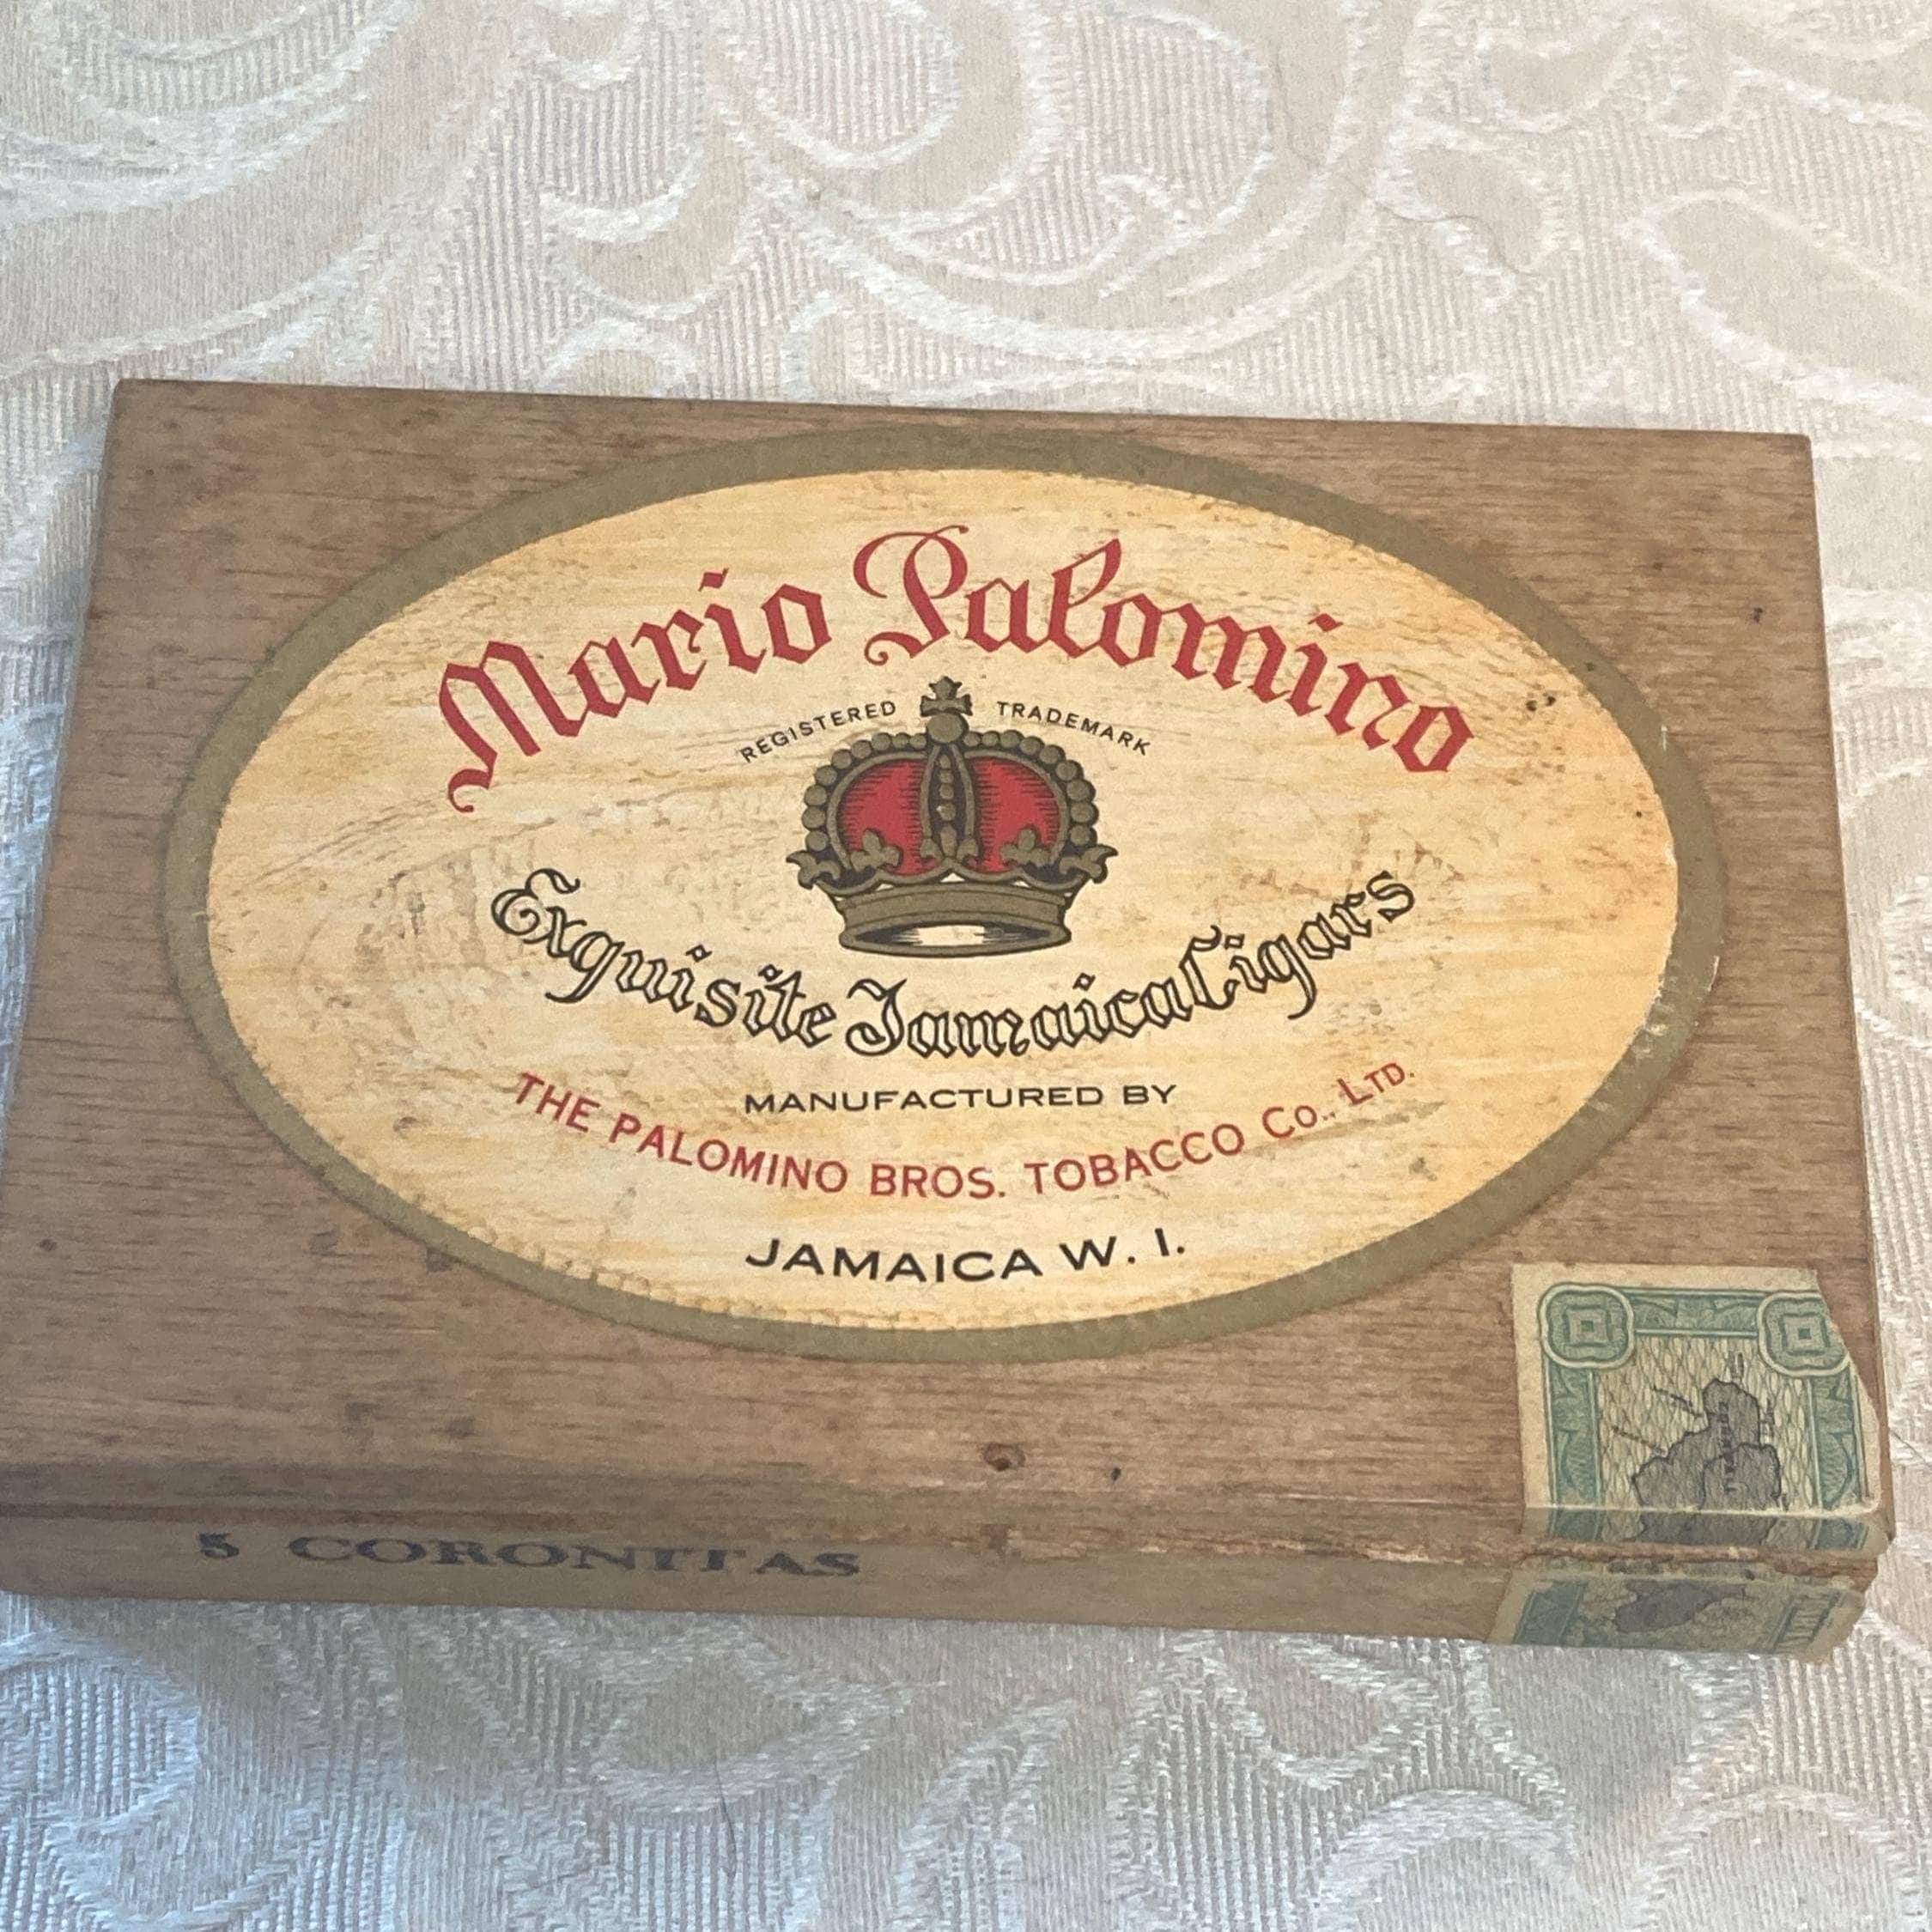 Mario Palomino
REGISTERED TRADEMARK
Exquisite Jamaica Cigars
MANUFACTURED BY
THE PALOMINO BROS. TOBACCO Co., LTD.
JAMAICA W. I.
5 CORONITAS